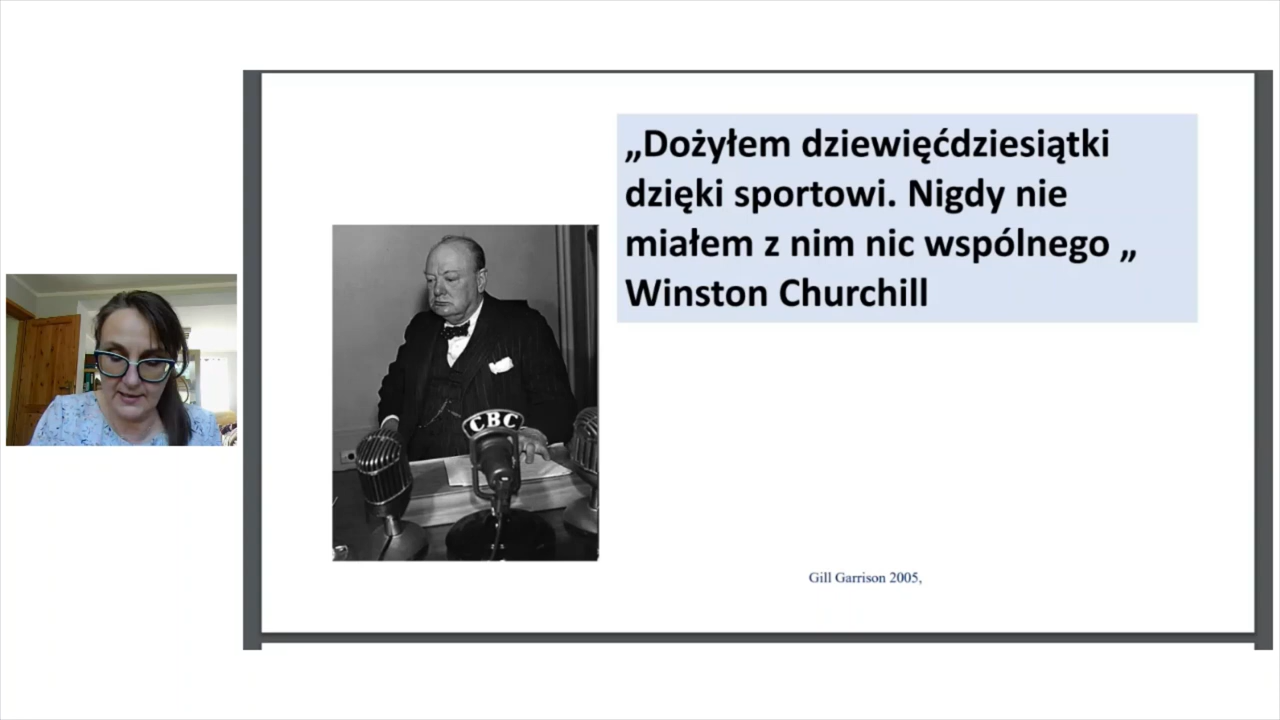 „Dożyłem dziewięćdziesiątki
dzięki sportowi. Nigdy nie
miałem z nim nic wspólnego „
Winston Churchill
CBC
Gill Garrison 2005,